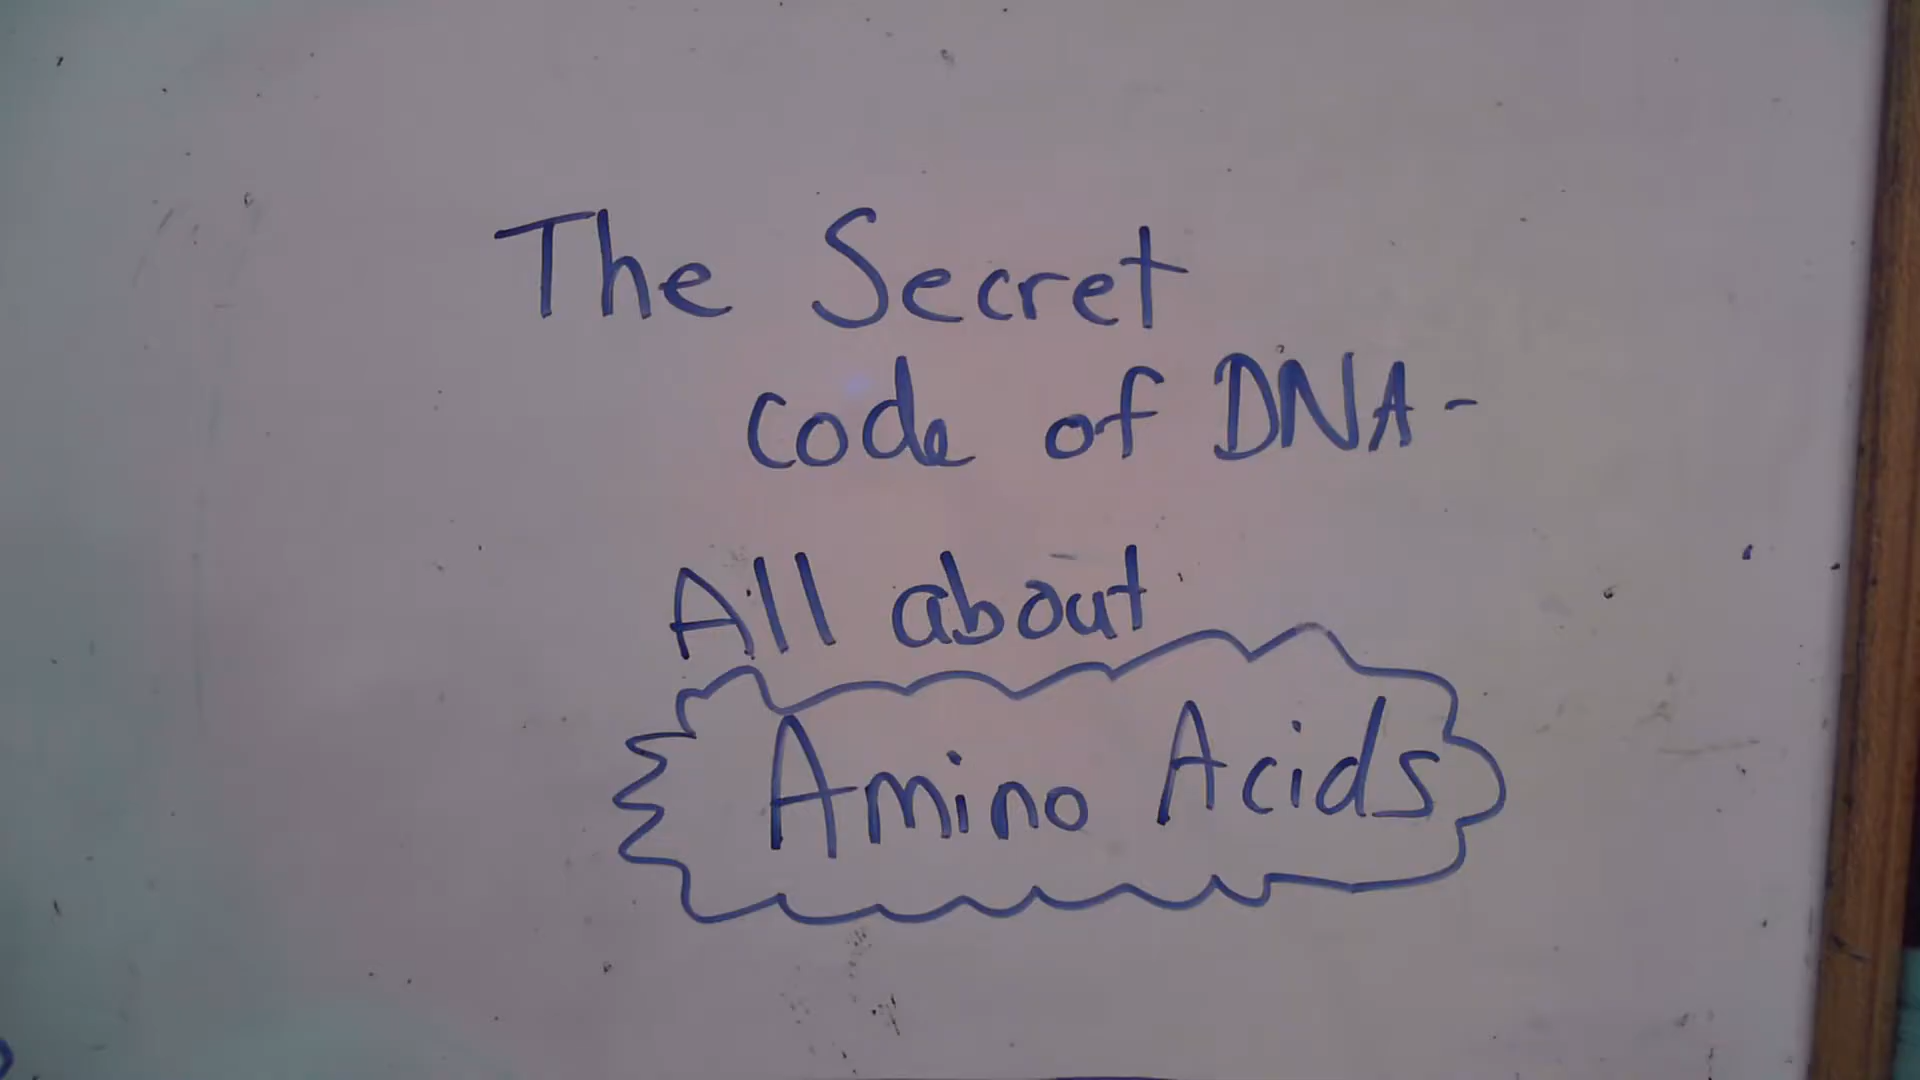 The Secret
code of DNA-
All about
Amino Acids